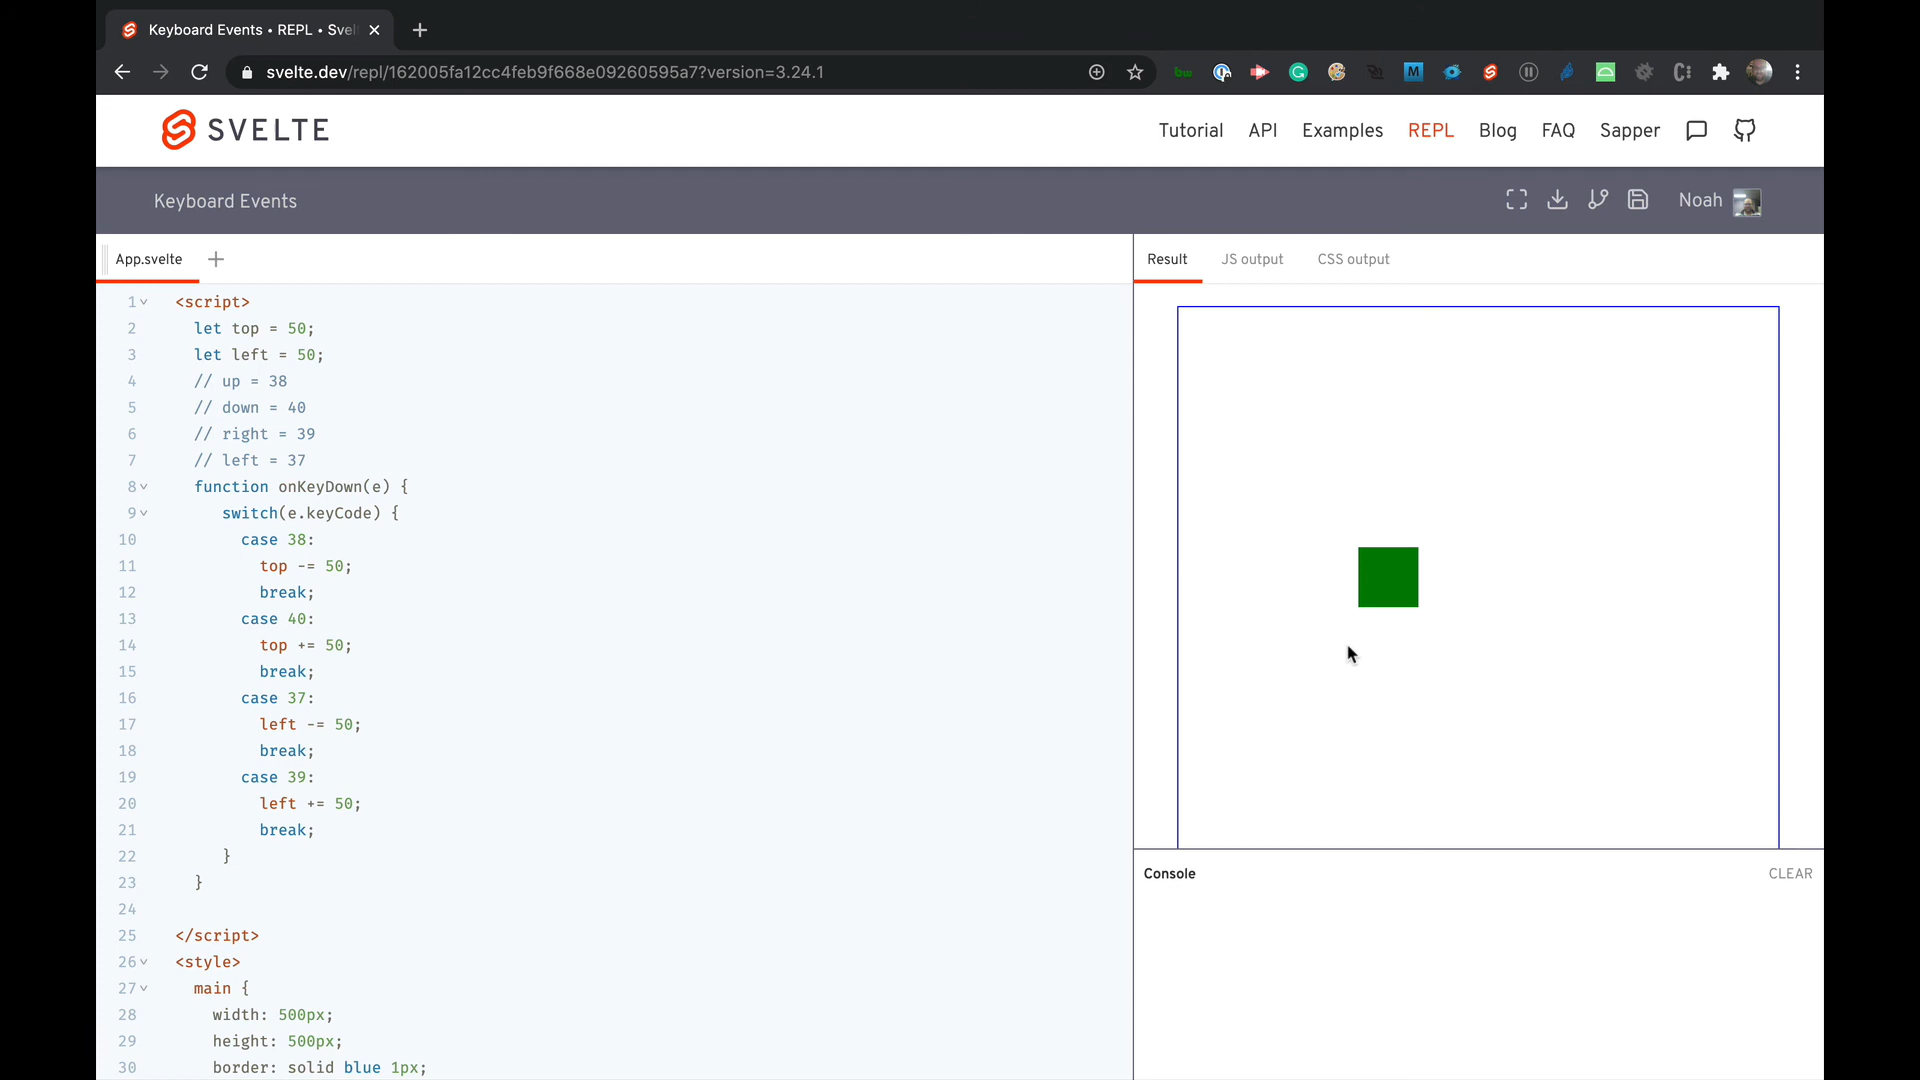 Keyboard Events • REPL • Sve
svelte.dev/repl/162005fa12cc4feb9f668e09260595a7?version=3.24.1
SVELTE
Tutorial API Examples REPL Blog FAQ Sapper
Keyboard Events
Noah
App.svelte
Result JS output CSS output
1 <script>
2 let top = 50;
3 let left = 50;
4 // up = 38
5 // down = 40
6 // right = 39
7 // left = 37
8 function onKeyDown(e) {
9 switch(e.keyCode) {
10 case 38:
11 top -= 50;
12 break;
13 case 40:
14 top += 50;
15 break;
16 case 37:
17 left -= 50;
18 break;
19 case 39:
20 left += 50;
21 break;
22 }
23 }
24
25 </script>
26 <style>
27 main {
28 width: 500px;
29 height: 500px;
30 border: solid blue 1px;
Console CLEAR